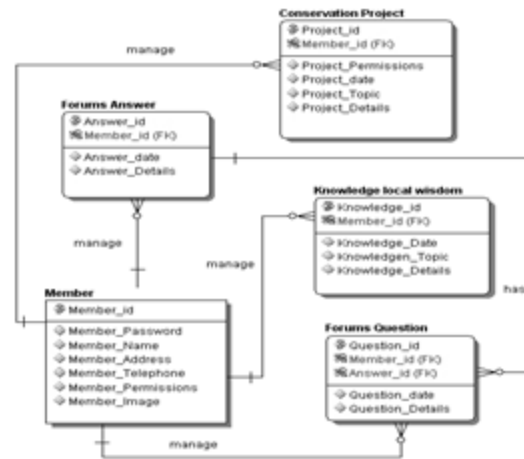 Conservation Project
Project_id
Member_id (FK)
Project_Permissions
Project_date
Project_Topic
Project_Details
manage
Forums Answer
Answer_id
Member_id (FK)
Answer_date
Answer_Details
manage
Knowledge local wisdom
Knowledge_id
Member_id (FK)
Knowledge_Date
Knowledgen_Topic
Knowledge_Details
manage
has
Member
Member_id
Member_Password
Member_Name
Member_Address
Member_Telephone
Member_Permissions
Member_Image
Forums Question
Question_id
Member_id (FK)
Answer_id (FK)
Question_date
Question_Details
manage